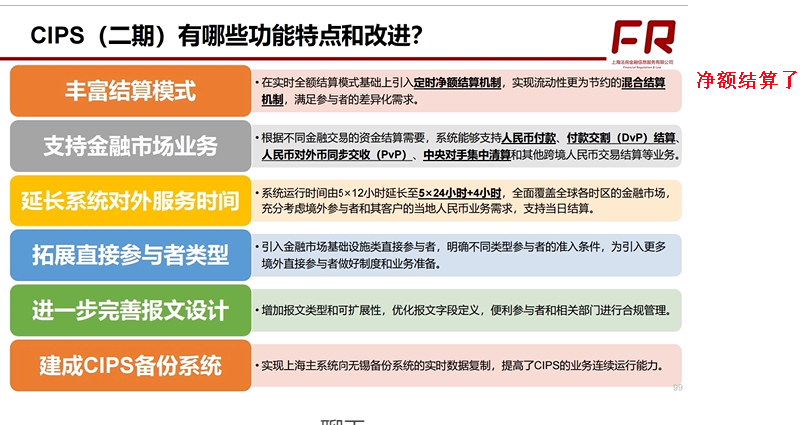 CIPS（二期）有哪些功能特点和改进？
FR
上海法询金融信息服务有限公司
Financial Regulation & Law
净额结算了
丰富结算模式
•在实时全额结算模式基础上引入定时净额结算机制，实现流动性更为节约的混合结算
机制，满足参与者的差异化需求。
支持金融市场业务
•根据不同金融交易的资金结算需要，系统能够支持人民币付款、付款交割（DvP）结算、
人民币对外币同步交收（PvP）、中央对手集中清算和其他跨境人民币交易结算等业务。
延长系统对外服务时间
•系统运行时间由5×12小时延长至5×24小时+4小时，全面覆盖全球各时区的金融市场，
充分考虑境外参与者和其客户的当地人民币业务需求，支持当日结算。
拓展直接参与者类型
•引入金融市场基础设施类直接参与者，明确不同类型参与者的准入条件，为引入更多
境外直接参与者做好制度和业务准备。
进一步完善报文设计
•增加报文类型和可扩展性，优化报文字段定义，便利参与者和相关部门进行合规管理。
建成CIPS备份系统
•实现上海主系统向无锡备份系统的实时数据复制，提高了CIPS的业务连续运行能力。
99